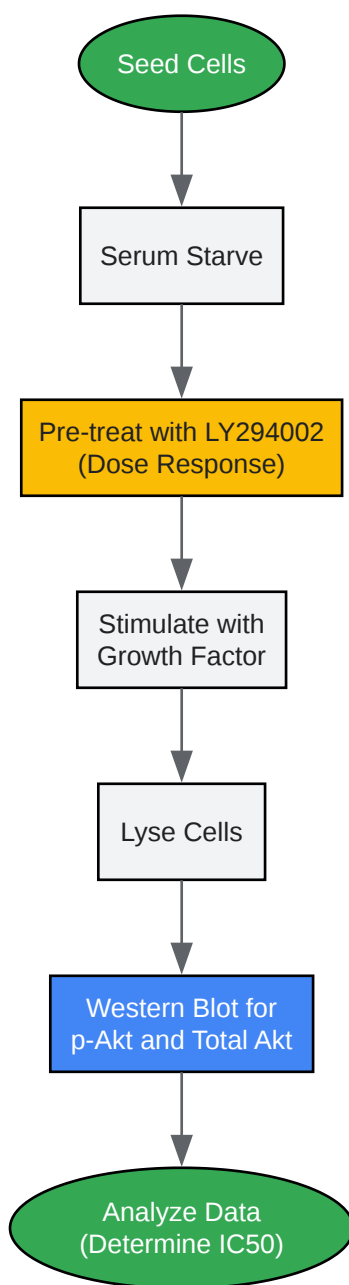 Seed Cells
Serum Starve
Pre-treat with LY294002
(Dose Response)
Stimulate with
Growth Factor
Lyse Cells
Western Blot for
p-Akt and Total Akt
Analyze Data
(Determine IC50)